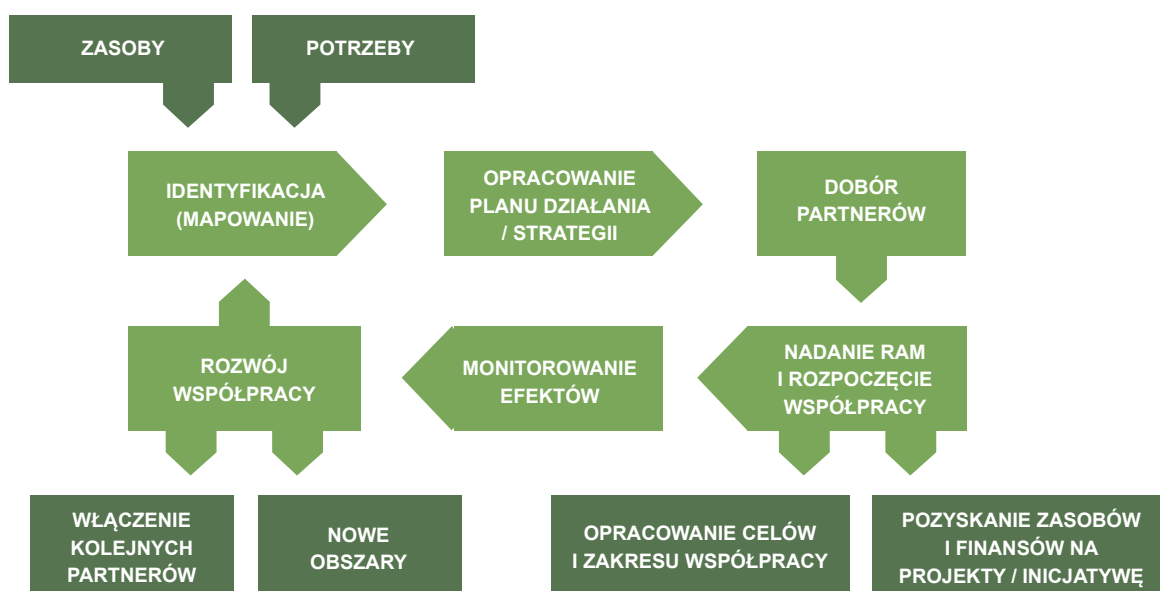 ZASOBY
POTRZEBY
IDENTYFIKACJA
(MAPOWANIE)
OPRACOWANIE
PLANU DZIAŁANIA
/ STRATEGII
DOBÓR
PARTNERÓW
ROZWÓJ
WSPÓŁPRACY
MONITOROWANIE
EFEKTÓW
NADANIE RAM
I ROZPOCZĘCIE
WSPÓŁPRACY
WŁĄCZENIE
KOLEJNYCH
PARTNERÓW
NOWE
OBSZARY
OPRACOWANIE CELÓW
I ZAKRESU WSPÓŁPRACY
POZYSKANIE ZASOBÓW
I FINANSÓW NA
PROJEKTY / INICJATYWĘ